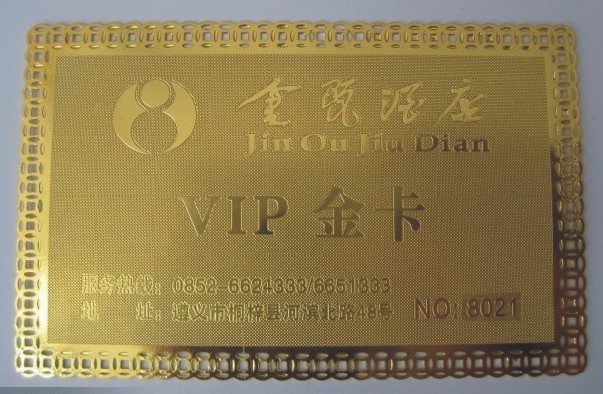 金瓯酒店
Jin Ou Jiu Dian
VIP 金卡
服务热线：0852-6624333/6651333
地 址：遵义市桐梓县河滨北路48号
NO: 8021